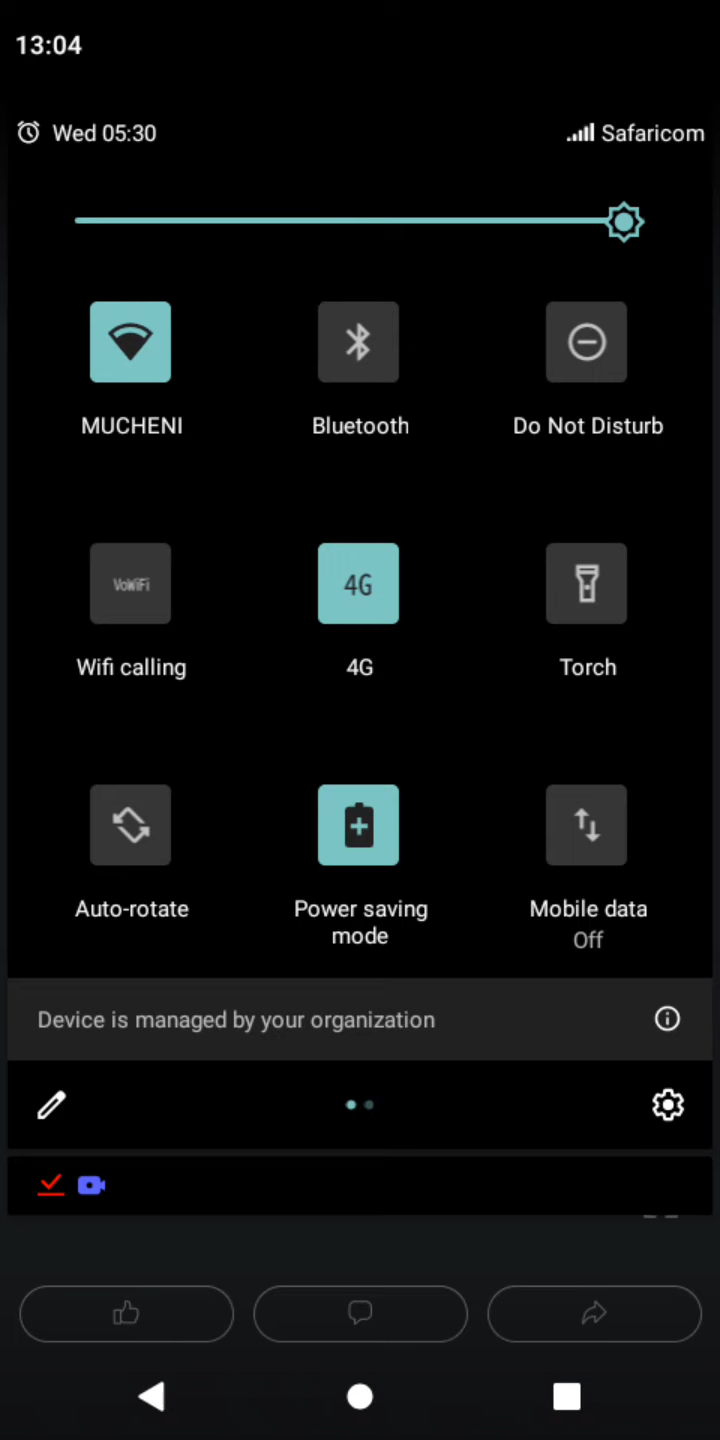 13:04
Wed 05:30
Safaricom
MUCHENI
Bluetooth
Do Not Disturb
VoWiFi
4G
Wifi calling
4G
Torch
Auto-rotate
Power saving
mode
Mobile data
Off
Device is managed by your organization